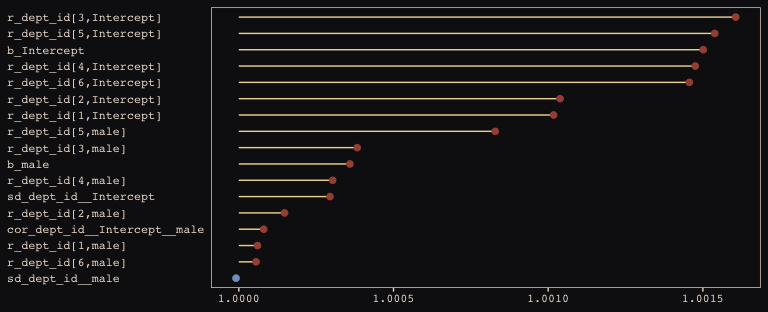 r_dept_id[3,Intercept]
r_dept_id[5,Intercept]
b_Intercept
r_dept_id[4,Intercept]
r_dept_id[6,Intercept]
r_dept_id[2,Intercept]
r_dept_id[1,Intercept]
r_dept_id[5,male]
r_dept_id[3,male]
b_male
r_dept_id[4,male]
sd_dept_id__Intercept
r_dept_id[2,male]
cor_dept_id__Intercept__male
r_dept_id[1,male]
r_dept_id[6,male]
sd_dept_id__male
1.0000 1.0005 1.0010 1.0015